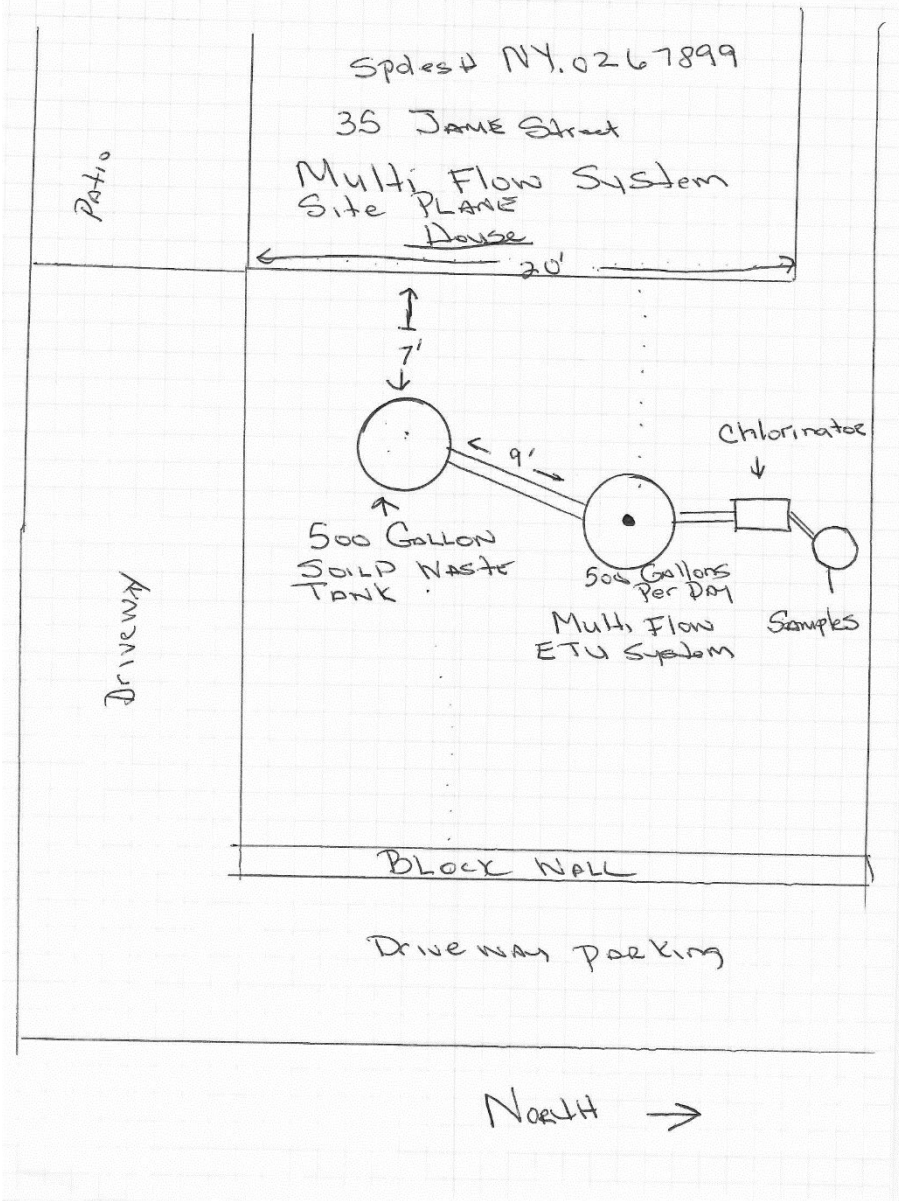 Spdes# NY.0267899
35 JAME Street
Multi Flow System
Site PLANE
House
20'
Patio
7'
9'
Chlorinator
500 GALLON
SOILD WASTE
TANK
500 Gallons
Per Day
Multi Flow
ETU System
Samples
Driveway
BLOCK WALL
Driveway parking
North